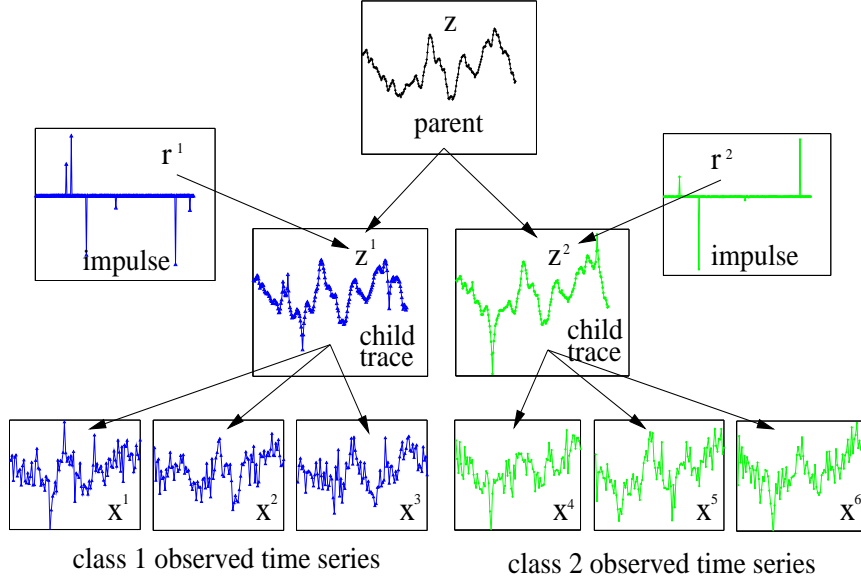 z
parent
r¹
impulse
r²
impulse
z¹
child
trace
z²
child
trace
x¹
x²
x³
x⁴
x⁵
x⁶
class 1 observed time series
class 2 observed time series